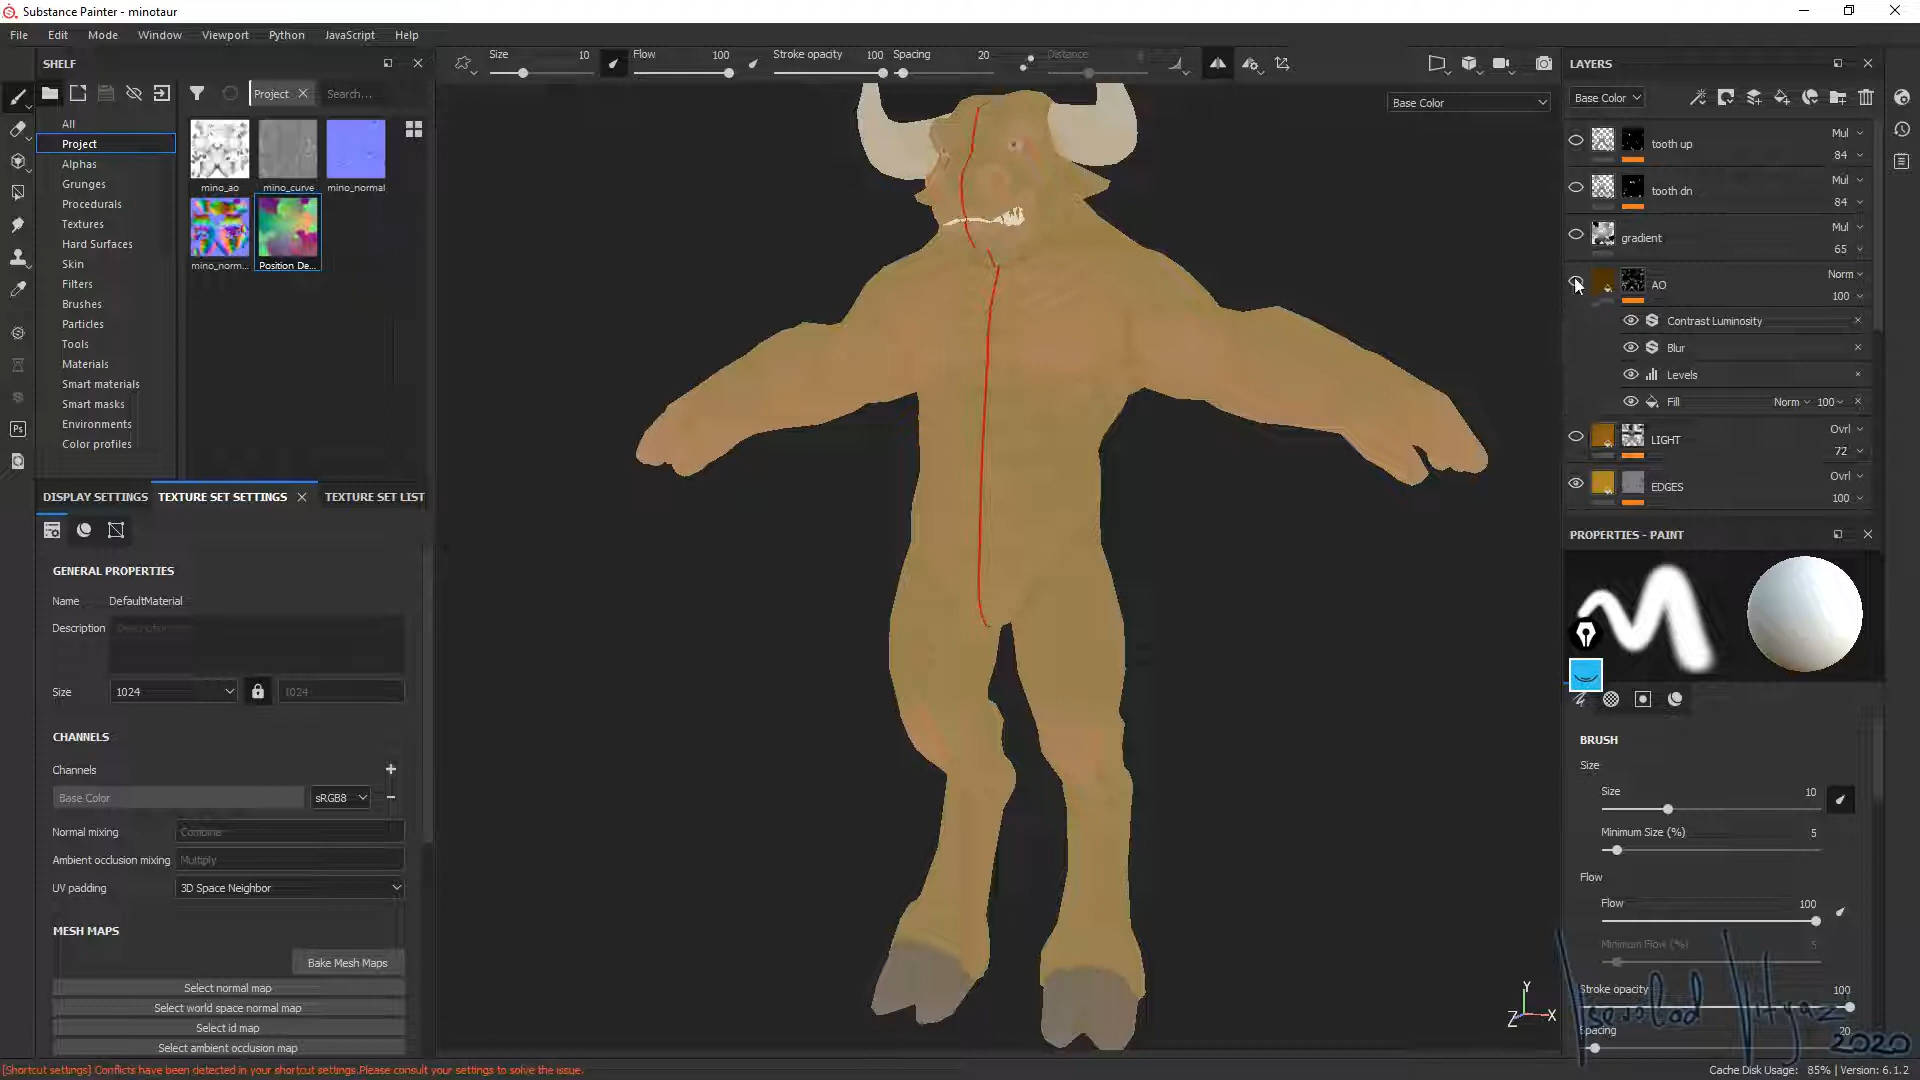 Substance Painter - minotaur
File Edit Mode Window Viewport Python JavaScript Help
SHELF
Size 10 Flow 100 Stroke opacity 100 Spacing 20 Distance
LAYERS
Project Search...
Base Color
Base Color
All
Project
Alphas
Grunges
Procedurals
Textures
Hard Surfaces
Skin
Filters
Brushes
Particles
Tools
Materials
Smart materials
Smart masks
Environments
Color profiles
mino_ao mino_curve mino_normal
mino_norm... Position De...
tooth up Mul 84
tooth dn Mul 84
gradient Mul 65
AO Norm 100
Contrast Luminosity
Blur
Levels
Fill Norm 100
LIGHT Ovrl 72
EDGES Ovrl 100
DISPLAY SETTINGS TEXTURE SET SETTINGS TEXTURE SET LIST
GENERAL PROPERTIES
Name DefaultMaterial
Description Description
Size 1024 1024
CHANNELS
Channels
Base Color sRGB8
Normal mixing Combine
Ambient occlusion mixing Multiply
UV padding 3D Space Neighbor
MESH MAPS
Bake Mesh Maps
Select normal map
Select world space normal map
Select id map
Select ambient occlusion map
PROPERTIES - PAINT
Ps
BRUSH
Size
Size 10
Minimum Size (%) 5
Flow
Flow 100
Minimum Flow (%) 5
Stroke opacity 100
Spacing 20
Y
Z X
2020
[Shortcut settings] Conflicts have been detected in your shortcut settings.Please consult your settings to solve the issue.
Cache Disk Usage: 85% | Version: 6.1.2